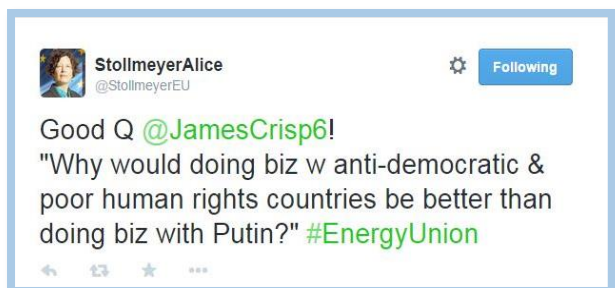 StollmeyerAlice
@StollmeyerEU
Following
Good Q @JamesCrisp6!
"Why would doing biz w anti-democratic &
poor human rights countries be better than
doing biz with Putin?" #EnergyUnion